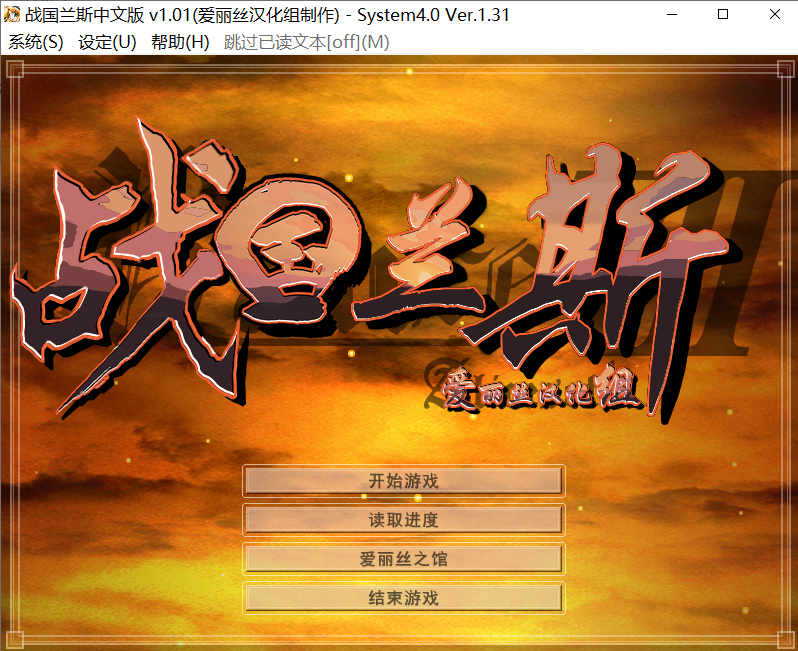 战国兰斯中文版 v1.01(爱丽丝汉化组制作) - System4.0 Ver.1.31
系统(S) 设定(U) 帮助(H) 跳过已读文本[off](M)
战国兰斯
爱丽丝汉化组
开始游戏
读取进度
爱丽丝之馆
结束游戏